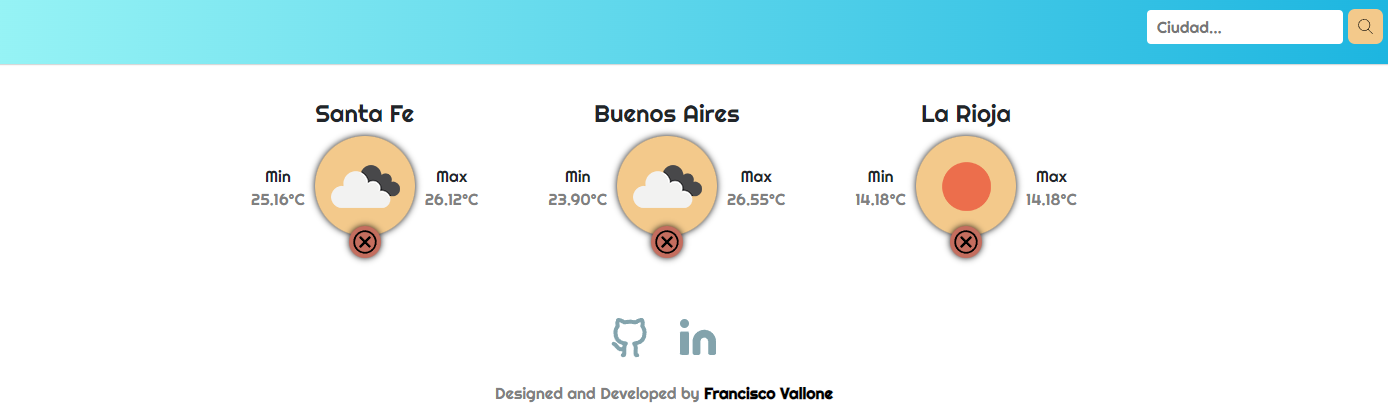 Ciudad...
Santa Fe
Min
25.16°C
Max
26.12°C
Buenos Aires
Min
23.90°C
Max
26.55°C
La Rioja
Min
14.18°C
Max
14.18°C
in
Designed and Developed by Francisco Vallone